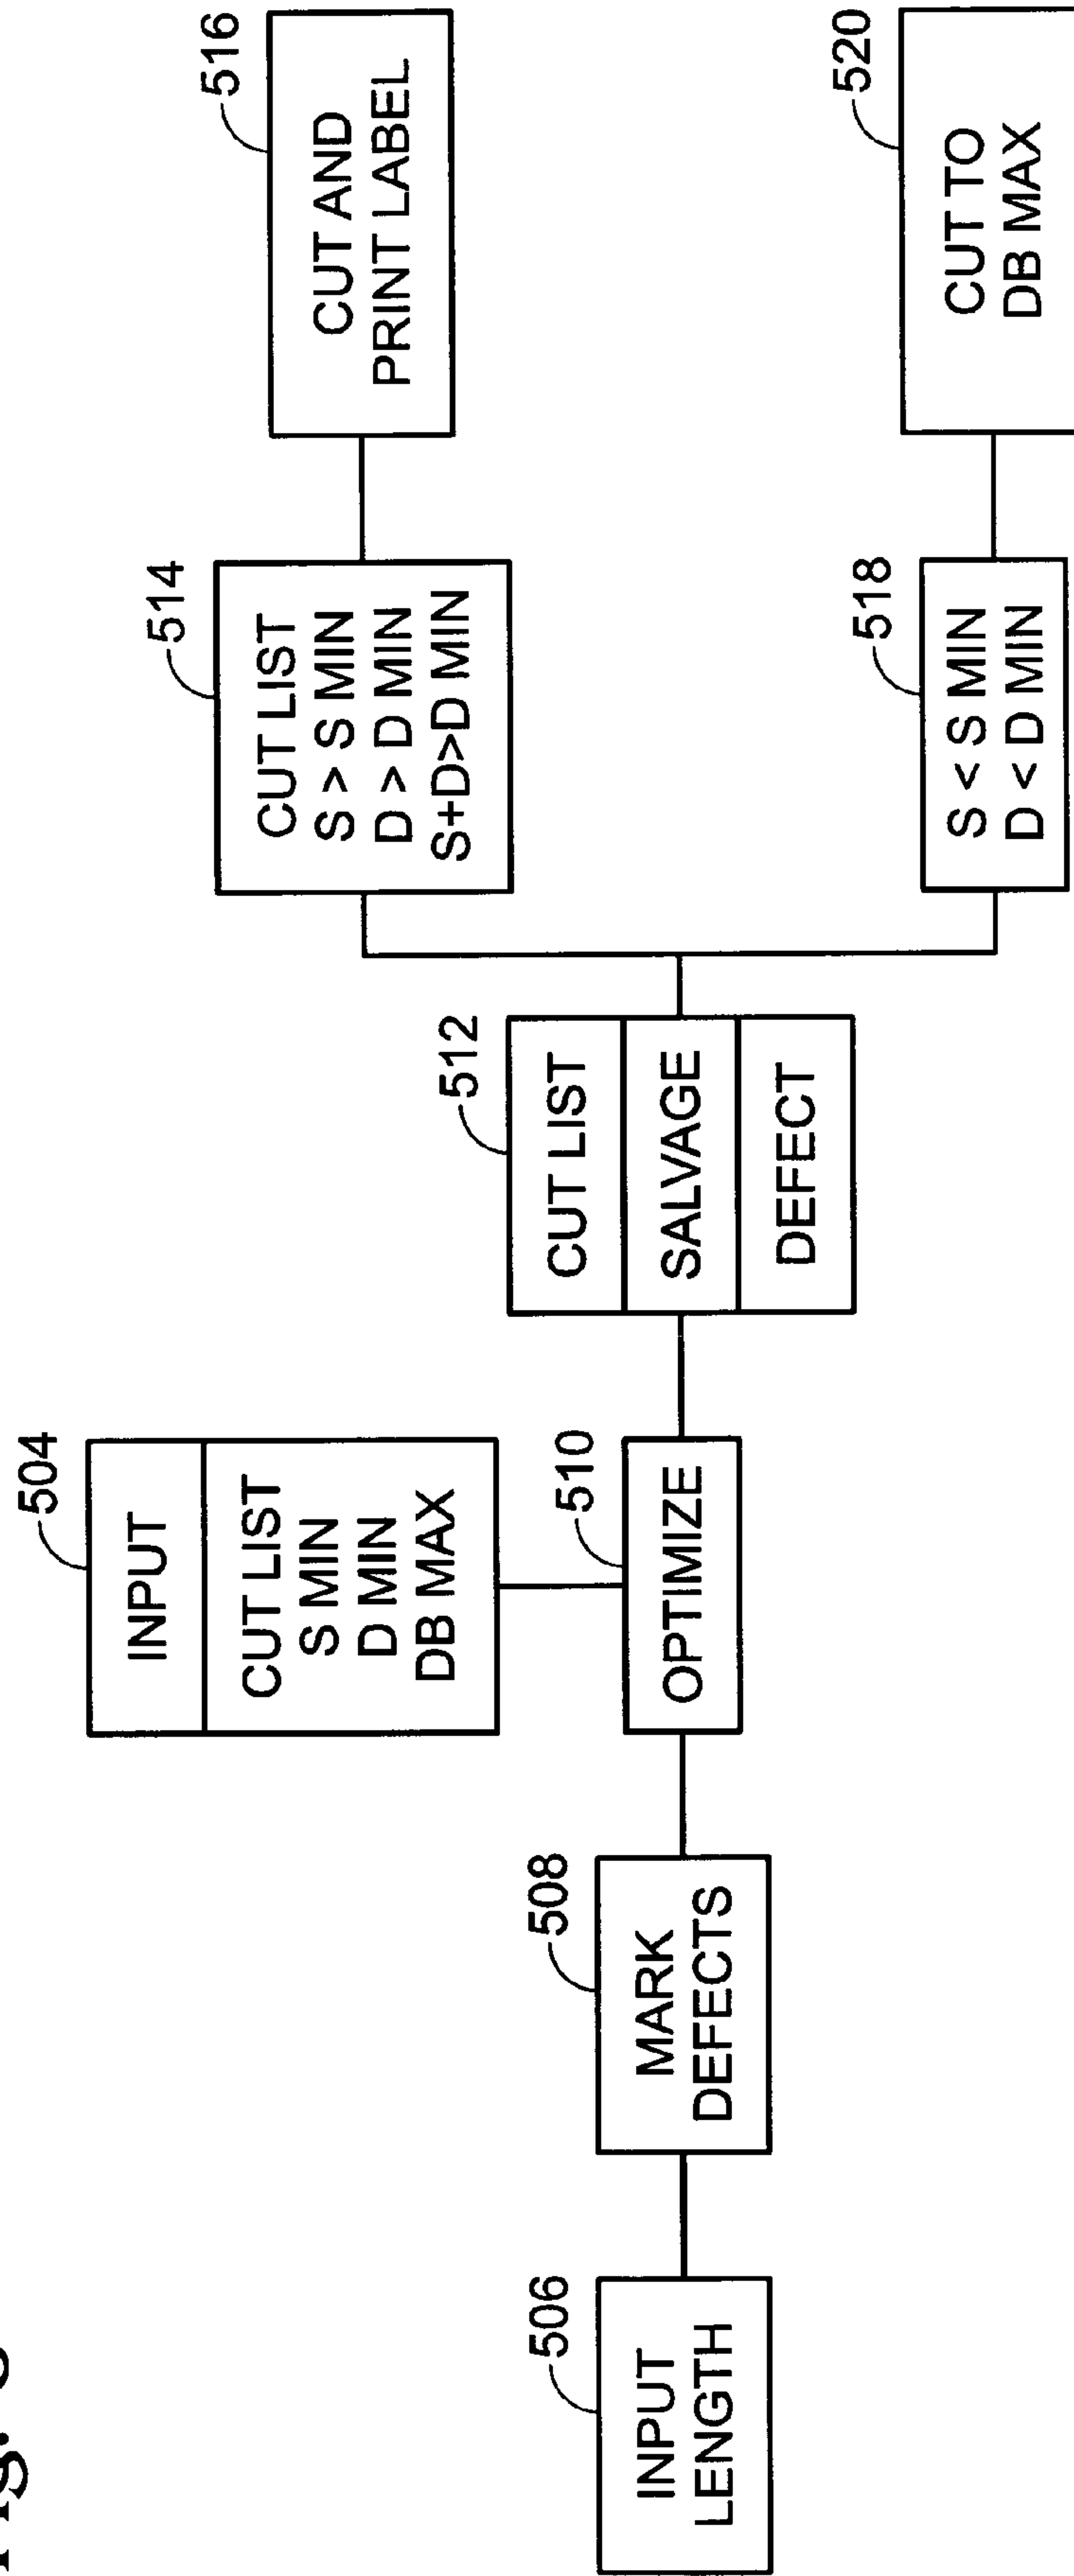 504
INPUT
CUT LIST
S MIN
D MIN
DB MAX
506
INPUT
LENGTH
508
MARK
DEFECTS
510
OPTIMIZE
512
CUT LIST
SALVAGE
DEFECT
514
CUT LIST
S > S MIN
D > D MIN
S+D>D MIN
516
CUT AND
PRINT LABEL
518
S < S MIN
D < D MIN
520
CUT TO
DB MAX